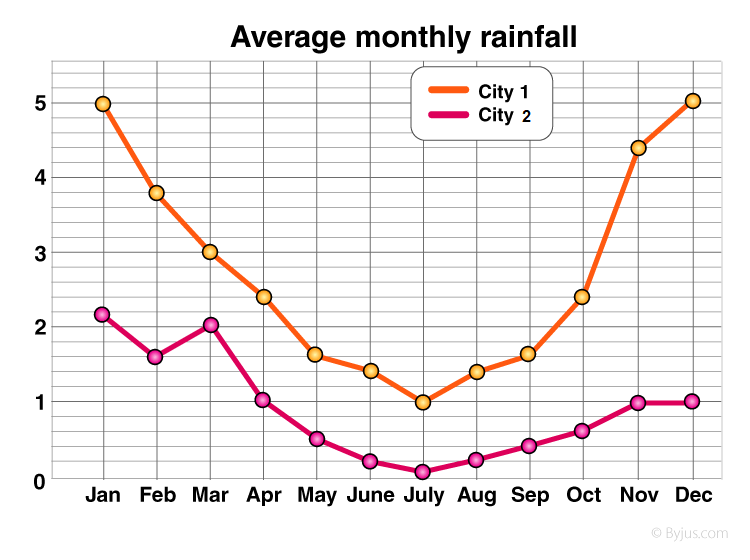 Average monthly rainfall
City 1
City 2
5
4
3
2
1
0
Jan Feb Mar Apr May June July Aug Sep Oct Nov Dec
© Byjus.com